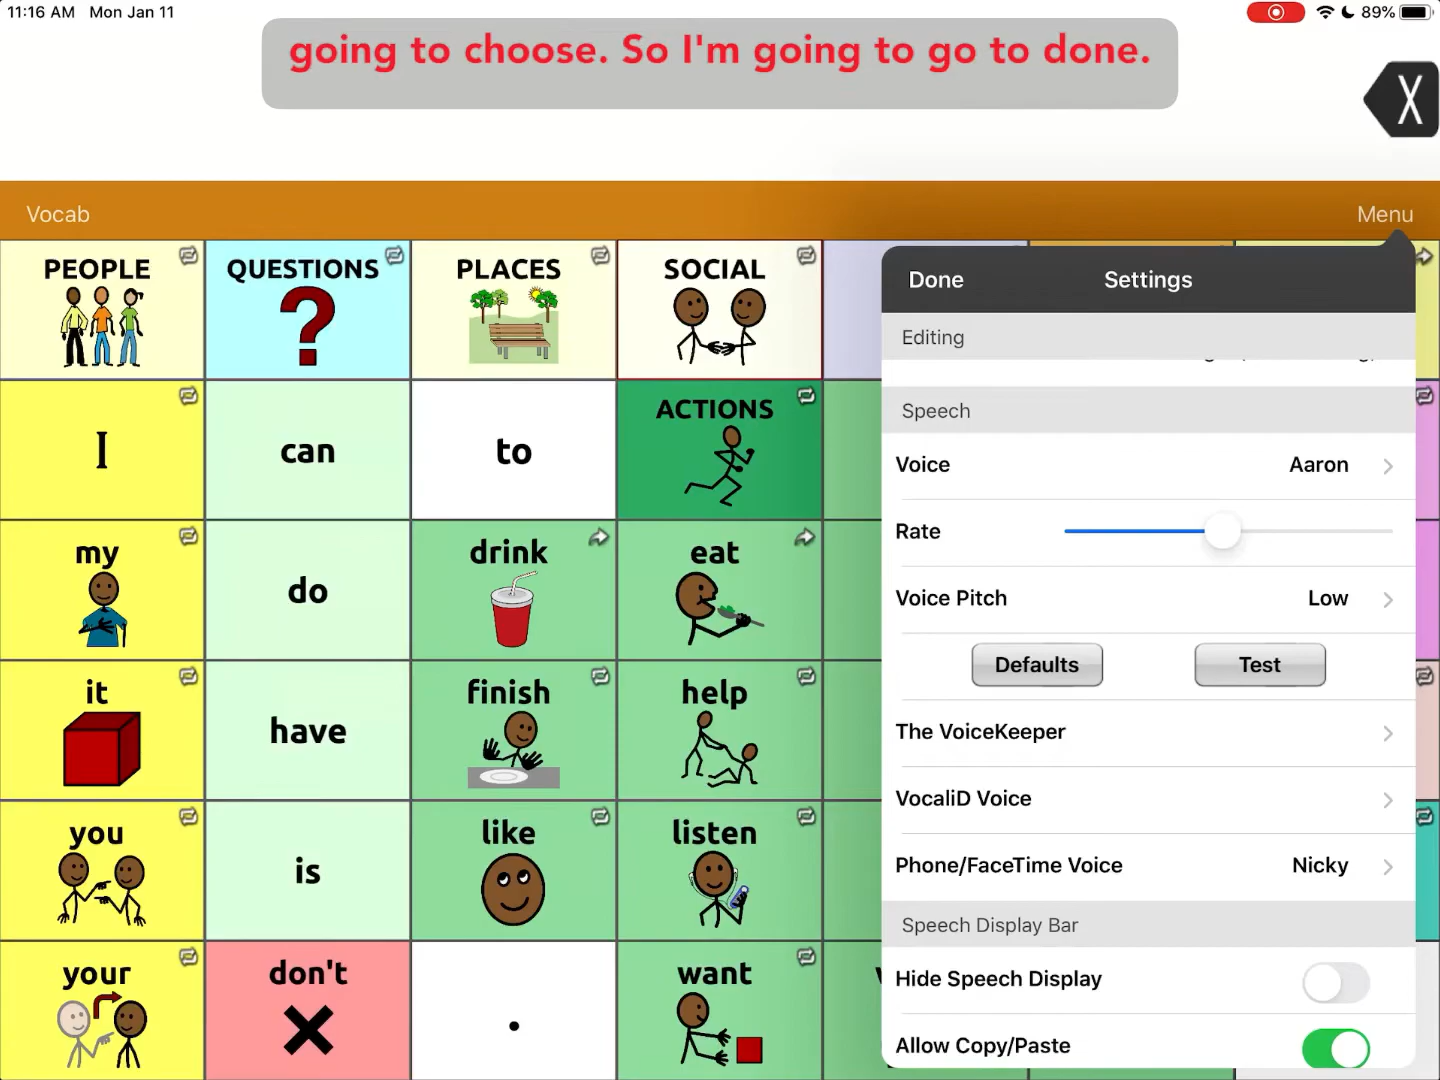 11:16 AM Mon Jan 11
89%
going to choose. So I'm going to go to done.
X
Vocab
Menu
PEOPLE
QUESTIONS
?
PLACES
SOCIAL
I
can
to
ACTIONS
my
do
drink
eat
it
have
finish
help
you
is
like
listen
your
don't
.
want
Done
Settings
Editing
Speech
Voice
Aaron
Rate
Voice Pitch
Low
Defaults
Test
The VoiceKeeper
VocaliD Voice
Phone/FaceTime Voice
Nicky
Speech Display Bar
Hide Speech Display
Allow Copy/Paste